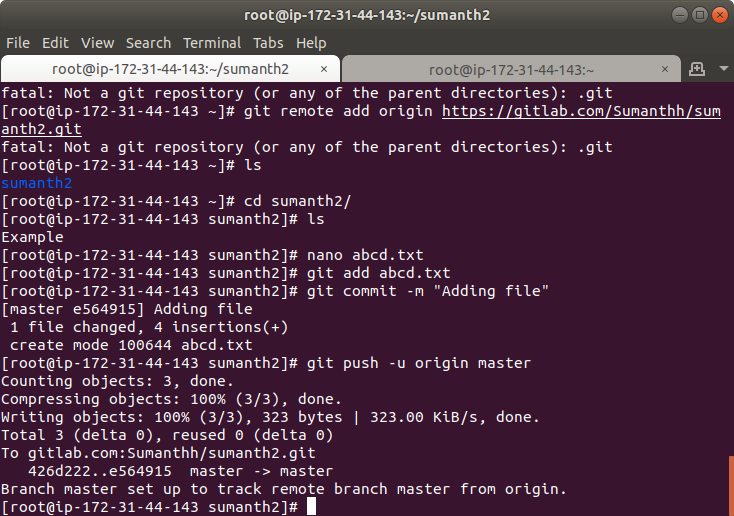 root@ip-172-31-44-143:~/sumanth2
File Edit View Search Terminal Tabs Help
root@ip-172-31-44-143:~/sumanth2 × root@ip-172-31-44-143:~ ×
fatal: Not a git repository (or any of the parent directories): .git
[root@ip-172-31-44-143 ~]# git remote add origin https://gitlab.com/Sumanthh/sum
anth2.git
fatal: Not a git repository (or any of the parent directories): .git
[root@ip-172-31-44-143 ~]# ls
sumanth2
[root@ip-172-31-44-143 ~]# cd sumanth2/
[root@ip-172-31-44-143 sumanth2]# ls
Example
[root@ip-172-31-44-143 sumanth2]# nano abcd.txt
[root@ip-172-31-44-143 sumanth2]# git add abcd.txt
[root@ip-172-31-44-143 sumanth2]# git commit -m "Adding file"
[master e564915] Adding file
 1 file changed, 4 insertions(+)
 create mode 100644 abcd.txt
[root@ip-172-31-44-143 sumanth2]# git push -u origin master
Counting objects: 3, done.
Compressing objects: 100% (3/3), done.
Writing objects: 100% (3/3), 323 bytes | 323.00 KiB/s, done.
Total 3 (delta 0), reused 0 (delta 0)
To gitlab.com:Sumanthh/sumanth2.git
   426d222..e564915  master -> master
Branch master set up to track remote branch master from origin.
[root@ip-172-31-44-143 sumanth2]#